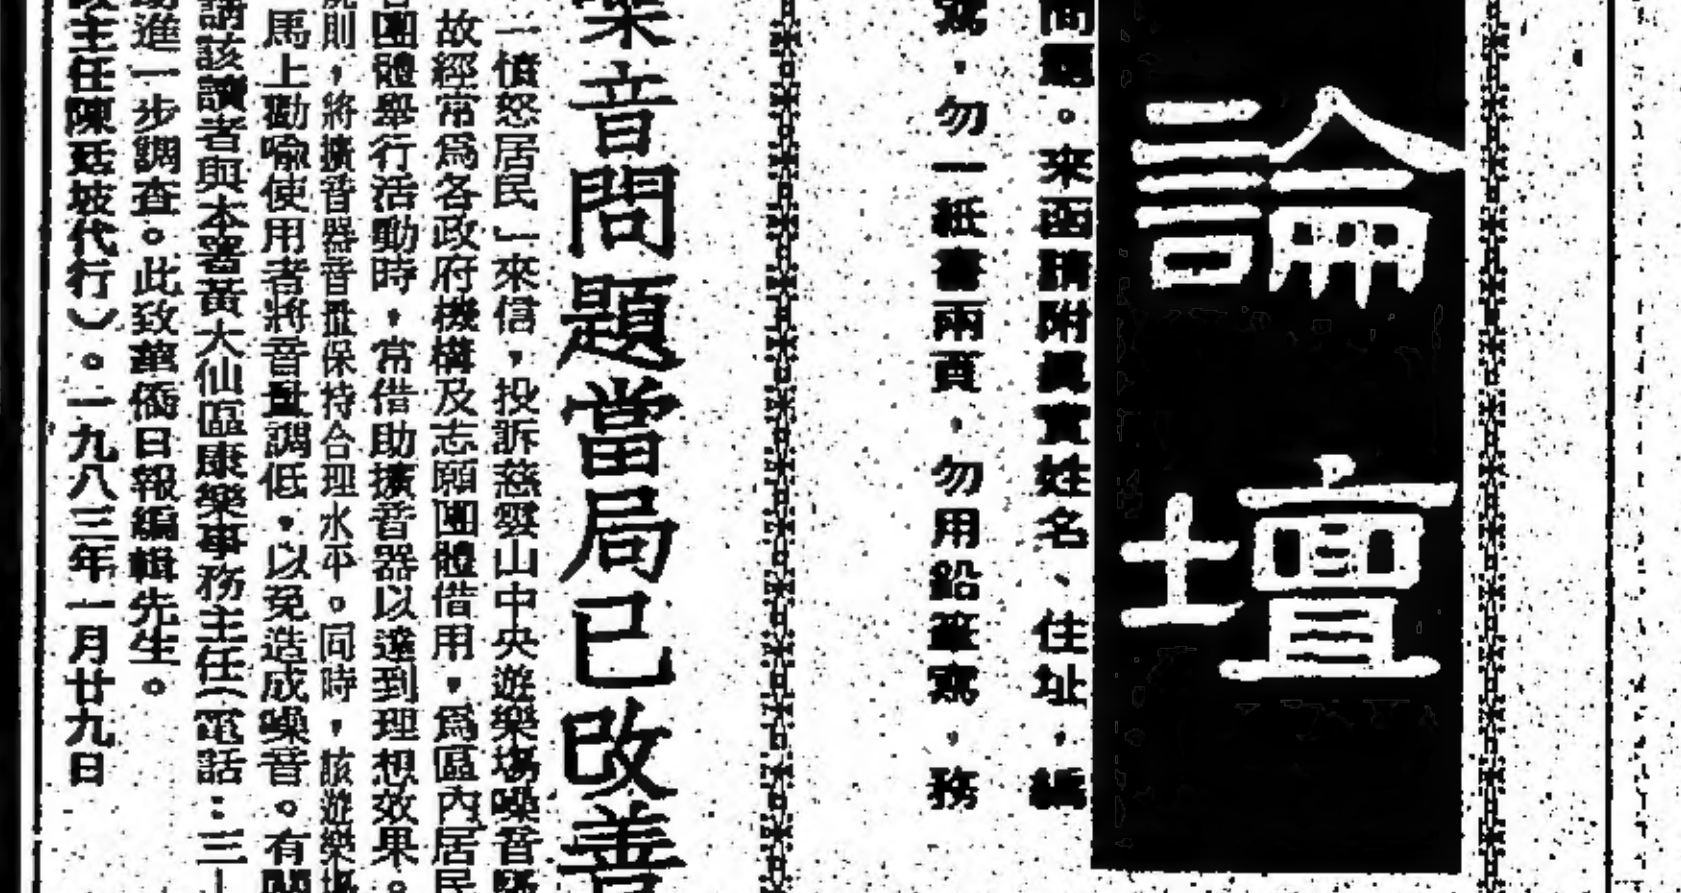 論壇
問題。來函請附眞實姓名、住址，編
寫，勿一紙書兩頁，勿用鉛筆寫，務
音問題當局已改善
「一憤怒居民」來信，投訴慈雲山中央遊樂塲噪音騷
故經常爲各政府機構及志願團體借用，爲區內居民
團體舉行活動時，常借助擴音器以達到理想效果。
則，將擴音器音量保持合理水平。同時，該遊樂塲
馬上勸喩使用者將音量調低，以免造成噪音。有關
請該讀者與本署黃大仙區康樂事務主任（電話：三—
進一步調查。此致華僑日報編輯先生。
主任陳廷坡代行）。一九八三年一月廿九日